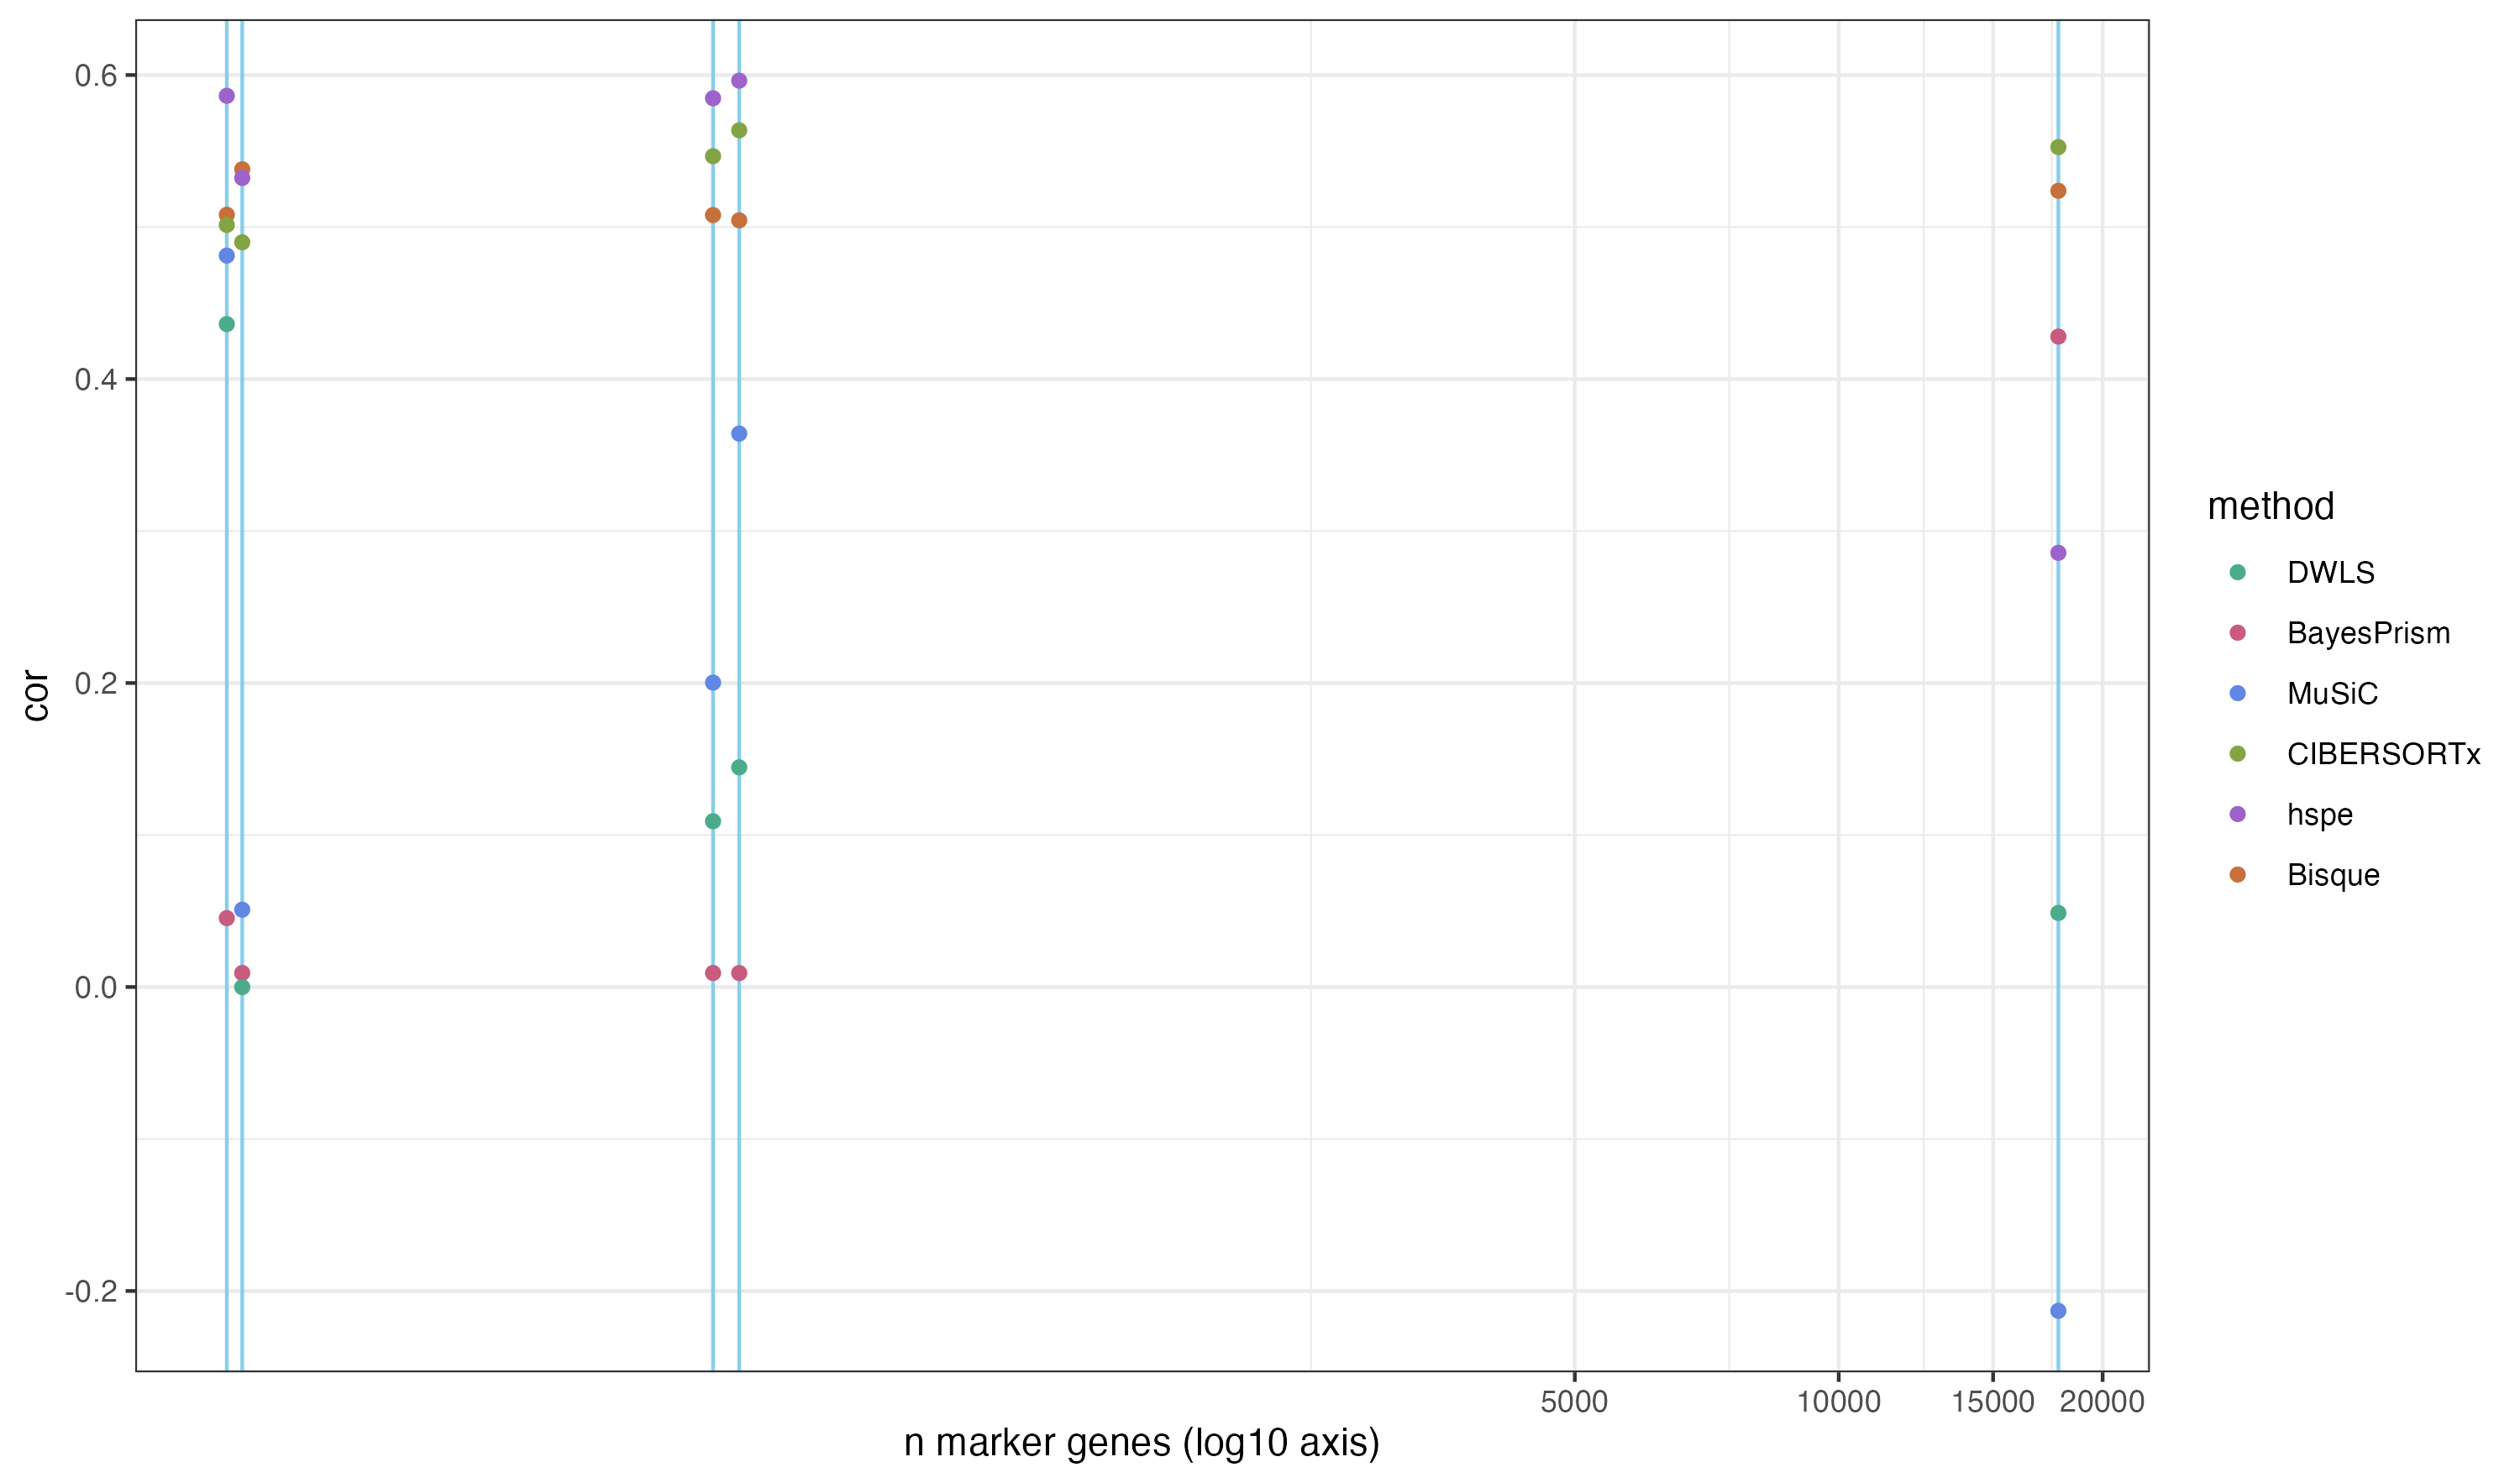 0.6
0.4
0.2
0.0
-0.2
cor
5000
10000
15000
20000
n marker genes (log10 axis)
method
DWLS
BayesPrism
MuSiC
CIBERSORTx
hspe
Bisque